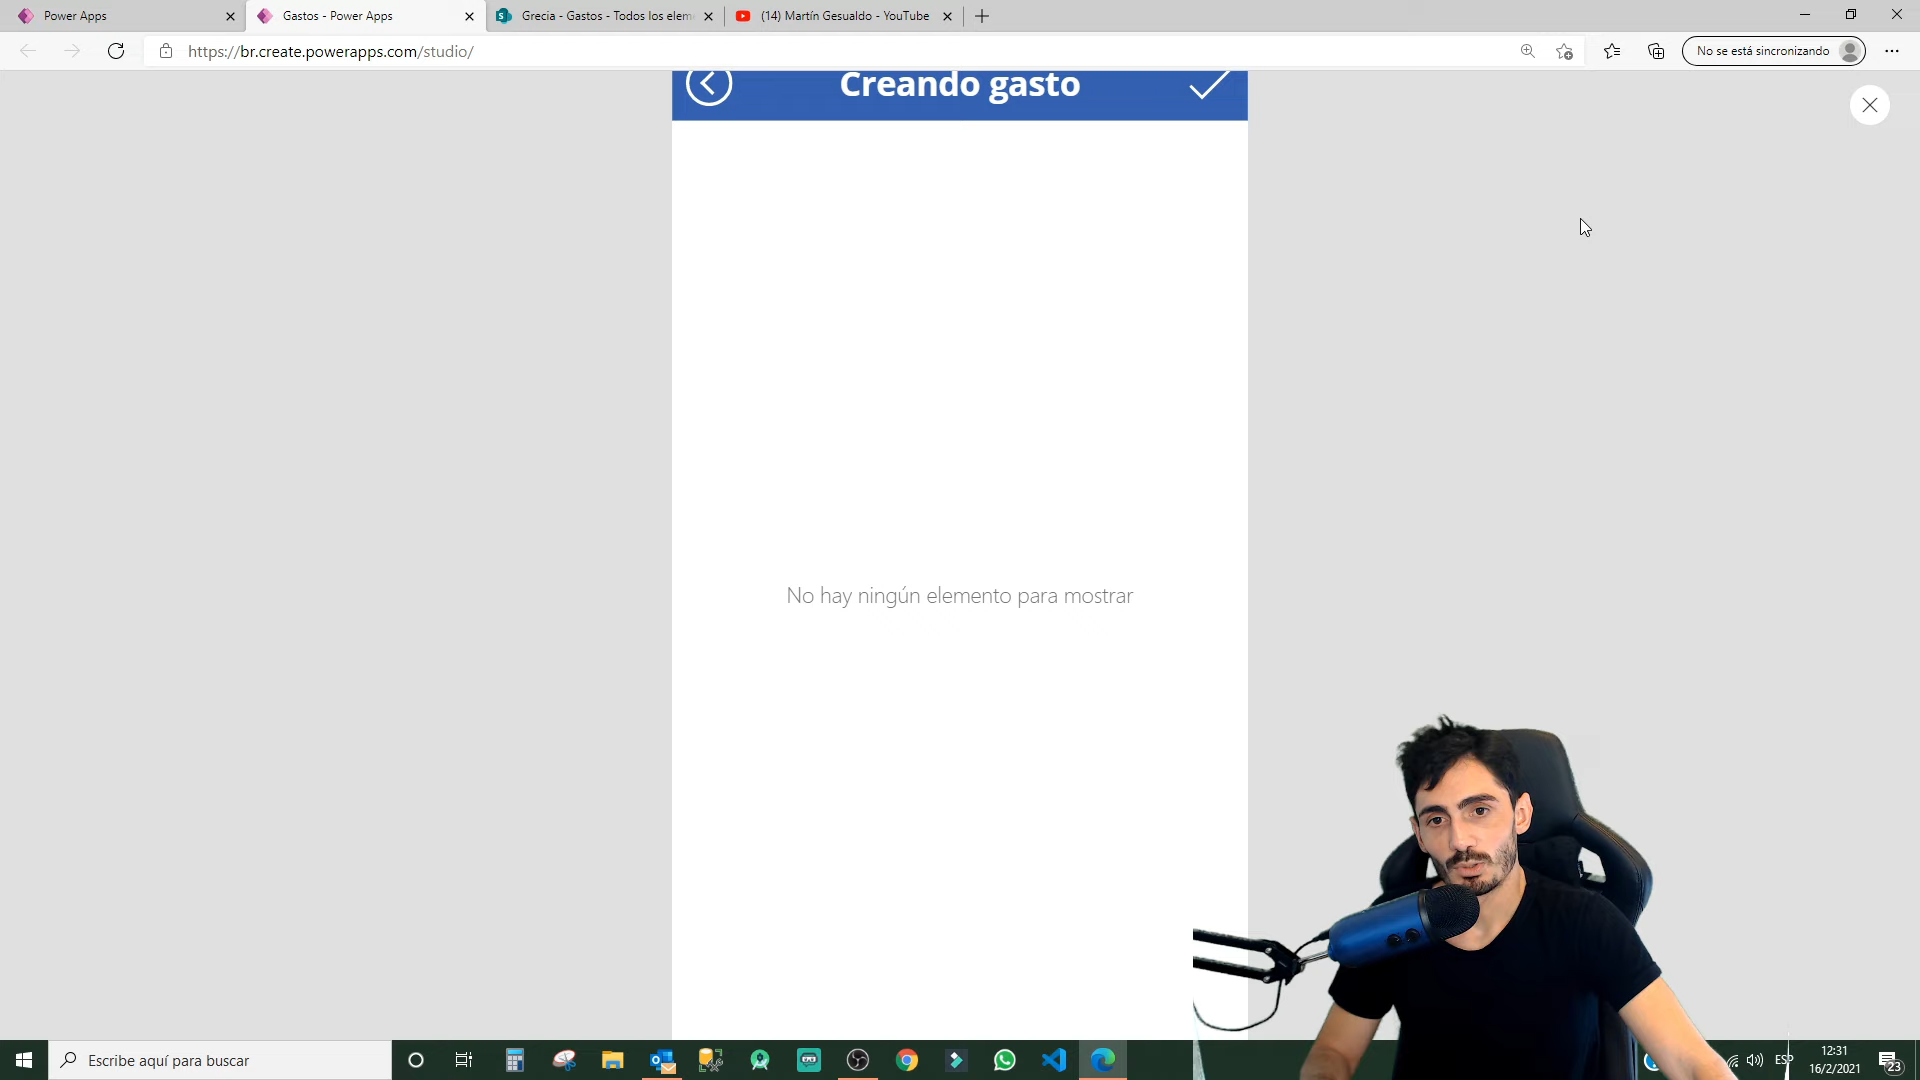 Power Apps
Gastos - Power Apps
Grecia - Gastos - Todos los elem
(14) Martín Gesualdo - YouTube
https://br.create.powerapps.com/studio/
No se está sincronizando
Creando gasto
No hay ningún elemento para mostrar
Escribe aquí para buscar
ESP
12:31
16/2/2021
23